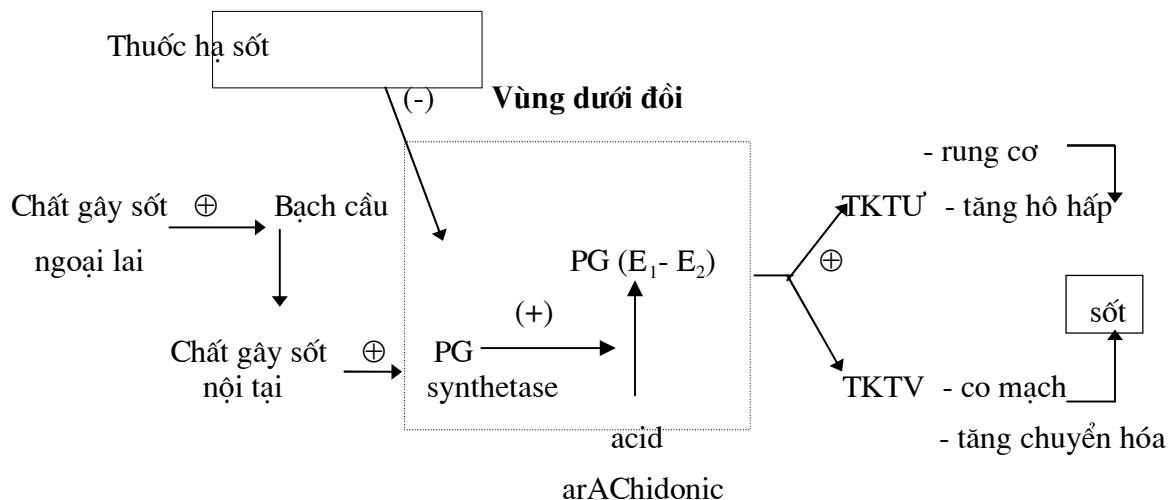 Thuốc hạ sốt
(-)
Vùng dưới đồi
Chất gây sốt
ngoại lai
⊕
Bạch cầu
Chất gây sốt
nội tại
⊕
PG
synthetase
(+)
PG (E₁- E₂)
acid
arAChidonic
⊕
- rung cơ
TKTƯ - tăng hô hấp
sốt
TKTV - co mạch
- tăng chuyển hóa